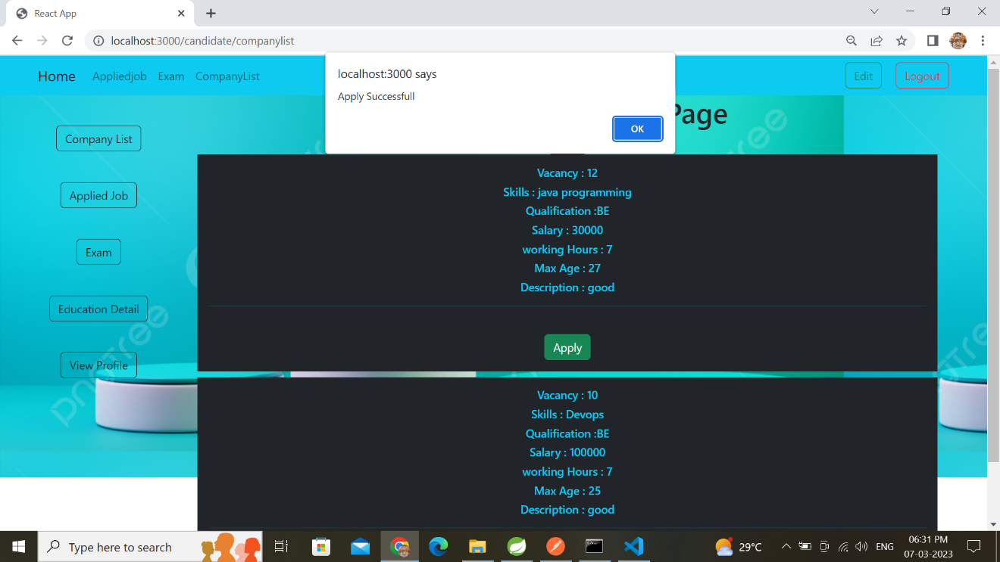 React App
localhost:3000/candidate/companylist
localhost:3000 says
Apply Successfull
OK
Home Appliedjob Exam CompanyList Edit Logout
Page
Company List
Applied Job
Exam
Education Detail
View Profile
Vacancy : 12
Skills : java programming
Qualification :BE
Salary : 30000
working Hours : 7
Max Age : 27
Description : good
Apply
Vacancy : 10
Skills : Devops
Qualification :BE
Salary : 100000
working Hours : 7
Max Age : 25
Description : good
pngtree
Type here to search
29°C
ENG
06:31 PM
07-03-2023